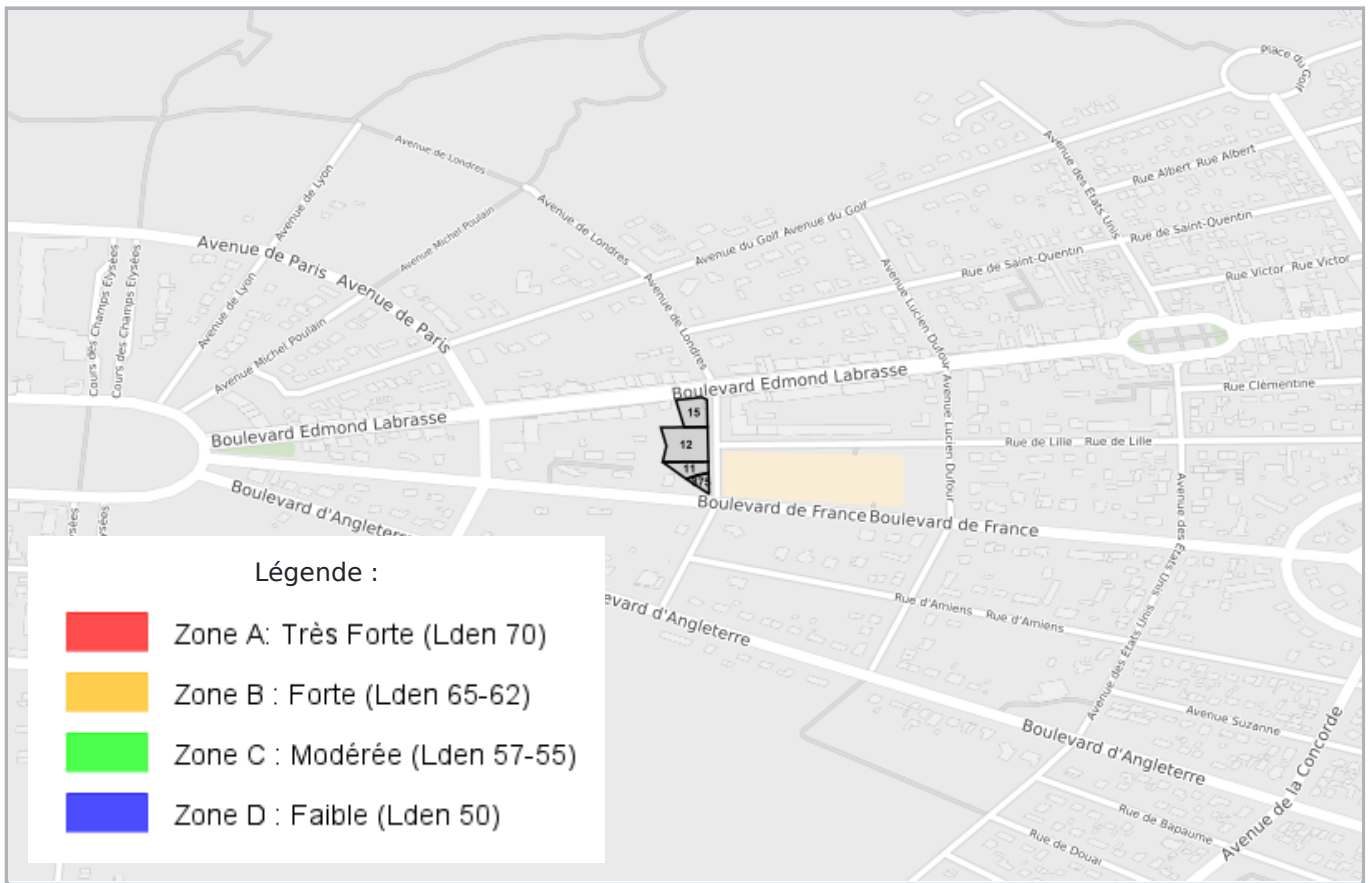 Place du Golf
Avenue de Londres
Avenue des États Unis
Rue Albert Rue Albert
Avenue de Lyon
Avenue Michel Poulain
Avenue de Londres
Avenue du Golf Avenue du Golf
Rue de Saint-Quentin
Avenue de Paris Avenue de Paris
Rue de Saint-Quentin
Rue Victor Rue Victor
Cours des Champs Elysées
Cours des Champs Elysées
Avenue de Lyon
Avenue de Londres
Avenue Lucien Dufour Avenue Lucien Dufour
Avenue Michel Poulain
Boulevard Edmond Labrasse
Rue Clémentine
Boulevard Edmond Labrasse
15
12
Rue de Lille Rue de Lille
11
Boulevard d'Angleterre
Boulevard de France Boulevard de France
Avenue des États Unis
Avenue des États Unis
ysées
ysées
Légende :
Zone A: Très Forte (Lden 70)
Zone B : Forte (Lden 65-62)
Zone C : Modérée (Lden 57-55)
Zone D : Faible (Lden 50)
evard d'Angleterre
Rue d'Amiens Rue d'Amiens
Avenue Suzanne
Boulevard d'Angleterre
Avenue de la Concorde
Rue de Bapaume
Rue de Douai